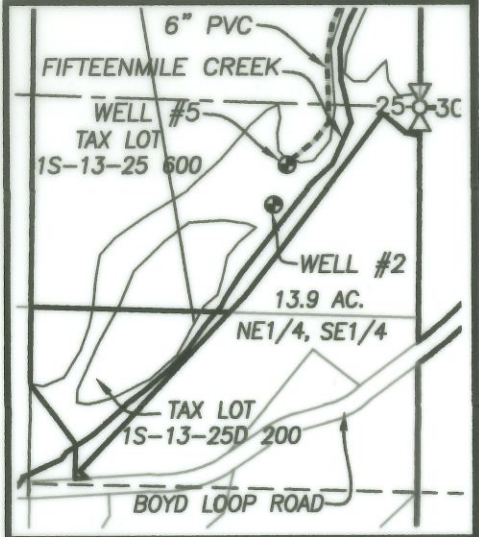 6" PVC
FIFTEENMILE CREEK
WELL #5
TAX LOT
1S-13-25 600
25
30
WELL #2
13.9 AC.
NE1/4, SE1/4
TAX LOT
1S-13-25D 200
BOYD LOOP ROAD